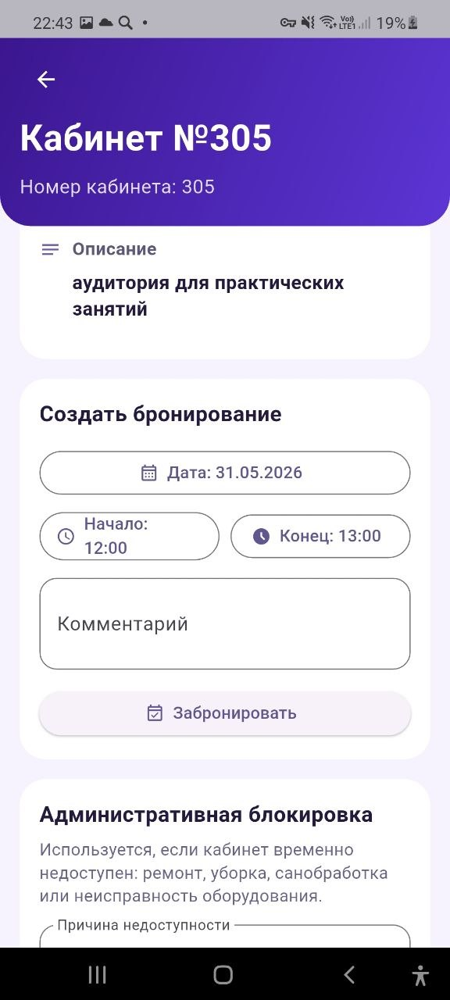 22:43 19%
Vo))
LTE1
Кабинет №305
Номер кабинета: 305
Описание
аудитория для практических
занятий
Создать бронирование
Дата: 31.05.2026
Начало:
12:00
Конец: 13:00
Комментарий
Забронировать
Административная блокировка
Используется, если кабинет временно
недоступен: ремонт, уборка, санобработка
или неисправность оборудования.
Причина недоступности